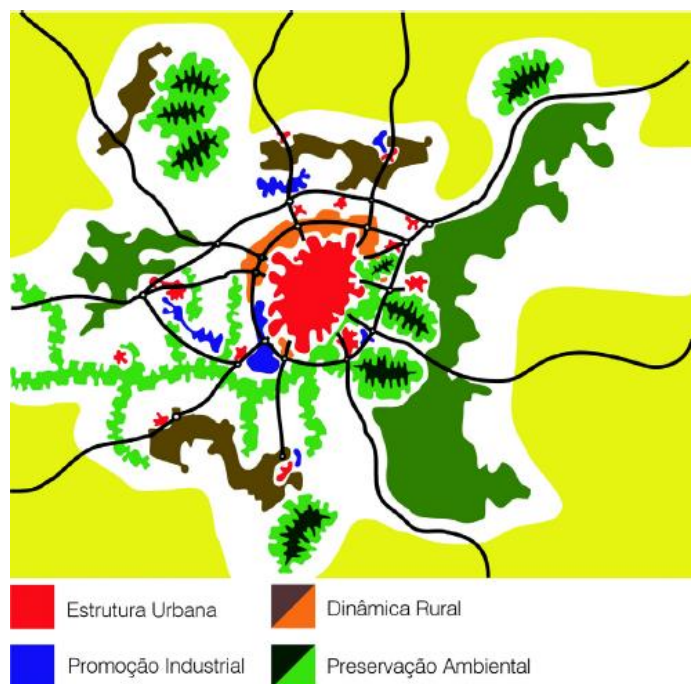 Estrutura Urbana
Dinâmica Rural
Promoção Industrial
Preservação Ambiental